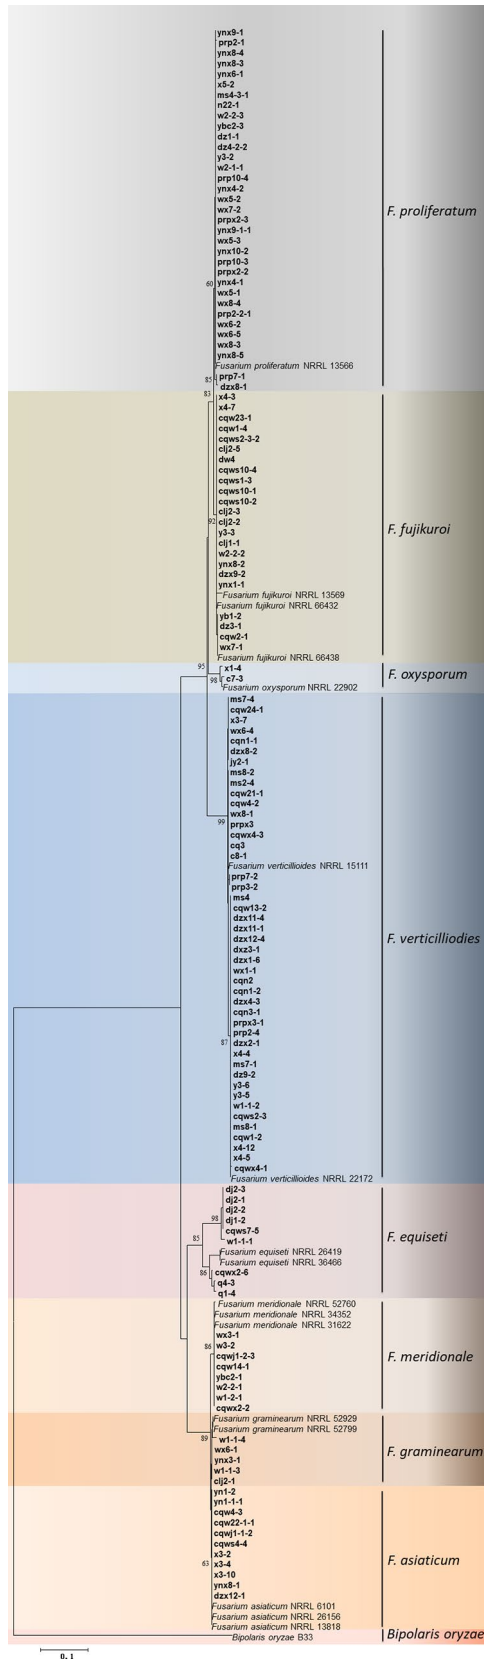 ynx9-1
prp2-1
ynx8-4
ynx8-3
ynx6-1
x5-2
ms4-3-1
n22-1
w2-2-3
ybc2-3
dz1-1
dz4-2-2
y3-2
w2-1-1
prp10-4
ynx4-2
wx5-2
wx7-2
prpx2-3
F. proliferatum
ynx9-1-1
wx5-3
ynx10-2
prp10-3
prpx2-2
ynx4-1
60
wx5-1
wx8-4
prp2-2-1
wx6-2
wx6-5
wx8-3
ynx8-5
Fusarium proliferatum NRRL 13566
prp7-1
85
dzx8-1
83
x4-3
x4-7
cqw23-1
cqw1-4
cqws2-3-2
clj2-5
dw4
cqws10-4
cqws1-3
cqws10-1
cqws10-2
clj2-3
92
clj2-2
F. fujikuroi
y3-3
clj1-1
w2-2-2
ynx8-2
dzx9-2
ynx1-1
Fusarium fujikuroi NRRL 13569
Fusarium fujikuroi NRRL 66432
yb1-2
dz3-1
cqw2-1
wx7-1
Fusarium fujikuroi NRRL 66438
95
x1-4
F. oxysporum
98
c7-3
Fusarium oxysporum NRRL 22902
ms7-4
cqw24-1
x3-7
wx6-4
cqn1-1
dzx8-2
jy2-1
ms8-2
ms2-4
cqw21-1
cqw4-2
wx8-1
99
prpx3
cqwx4-3
cq3
c8-1
Fusarium verticillioides NRRL 15111
prp7-2
prp3-2
ms4
cqw13-2
dzx11-4
dzx11-1
F. verticilliodies
dzx12-4
dxz3-1
dzx1-6
wx1-1
cqn2
cqn1-2
dzx4-3
cqn3-1
prpx3-1
prp2-4
87
dzx2-1
x4-4
ms7-1
dz9-2
y3-6
y3-5
w1-1-2
cqws2-3
ms8-1
cqw1-2
x4-12
x4-5
cqwx4-1
Fusarium verticillioides NRRL 22172
dj2-3
dj2-1
dj2-2
98
dj1-2
cqws7-5
F. equiseti
85
w1-1-1
Fusarium equiseti NRRL 26419
Fusarium equiseti NRRL 36466
86
cqwx2-6
q4-3
q1-4
Fusarium meridionale NRRL 52760
Fusarium meridionale NRRL 34352
Fusarium meridionale NRRL 31622
wx3-1
86
w3-2
cqwj1-2-3
F. meridionale
cqw14-1
ybc2-1
w2-2-1
w1-2-1
cqwx2-2
Fusarium graminearum NRRL 52929
Fusarium graminearum NRRL 52799
89
w1-1-4
wx6-1
F. graminearum
ynx3-1
w1-1-3
clj2-1
yn1-2
yn1-1-1
cqw4-3
cqw22-1-1
cqwj1-1-2
cqws4-4
x3-2
63
x3-4
F. asiaticum
x3-10
ynx8-1
dzx12-1
Fusarium asiaticum NRRL 6101
Fusarium asiaticum NRRL 26156
Fusarium asiaticum NRRL 13818
Bipolaris oryzae B33
Bipolaris oryzae
0.1